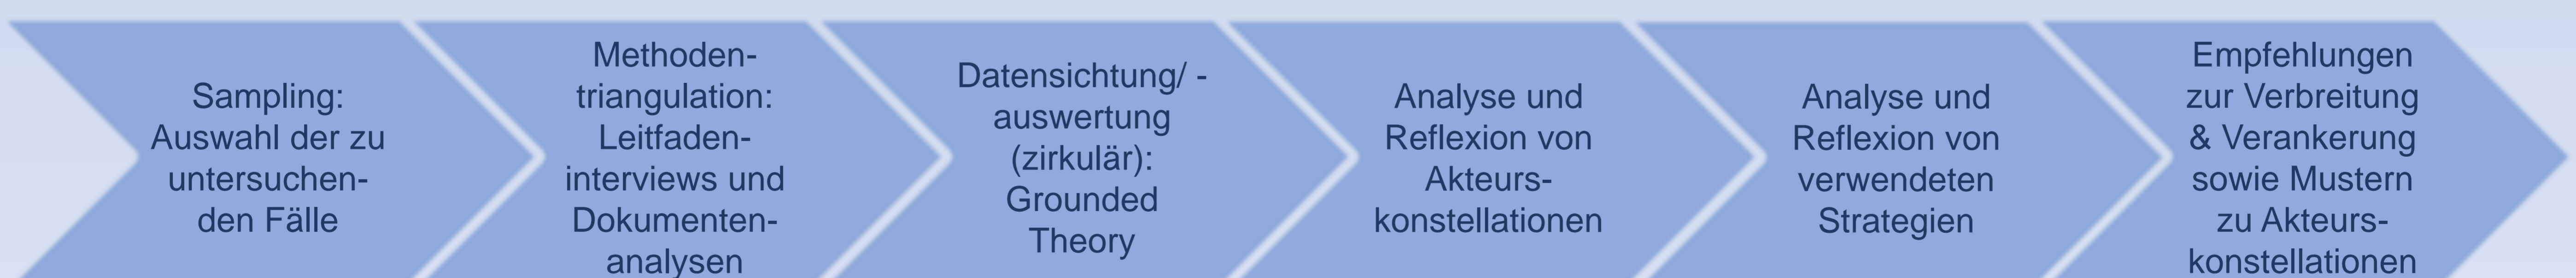 Sampling:
Auswahl der zu
untersuchen-
den Fälle
Methoden-
triangulation:
Leitfaden-
interviews und
Dokumenten-
analysen
Datensichtung/ -
auswertung
(zirkulär):
Grounded
Theory
Analyse und
Reflexion von
Akteurs-
konstellationen
Analyse und
Reflexion von
verwendeten
Strategien
Empfehlungen
zur Verbreitung
& Verankerung
sowie Mustern
zu Akteurs-
konstellationen